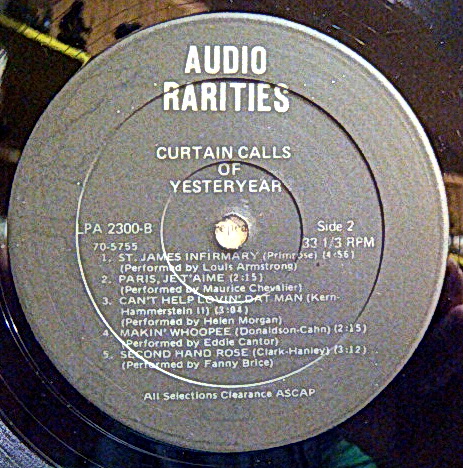 AUDIO
RARITIES
CURTAIN CALLS
OF
YESTERYEAR
LPA 2300-B
Side 2
70-5755
33 1/3 RPM
1. ST. JAMES INFIRMARY (Primrose) (4:56)
(Performed by Louis Armstrong)
2. PARIS, JE T'AIME (2:15)
(Performed by Maurice Chevalier)
3. CAN'T HELP LOVIN' DAT MAN (Kern-
Hammerstein II) (3:04)
(Performed by Helen Morgan)
4. MAKIN' WHOOPEE (Donaldson-Cahn) (2:15)
(Performed by Eddie Cantor)
5. SECOND HAND ROSE (Clark-Hanley) (3:12)
(Performed by Fanny Brice)
All Selections Clearance ASCAP